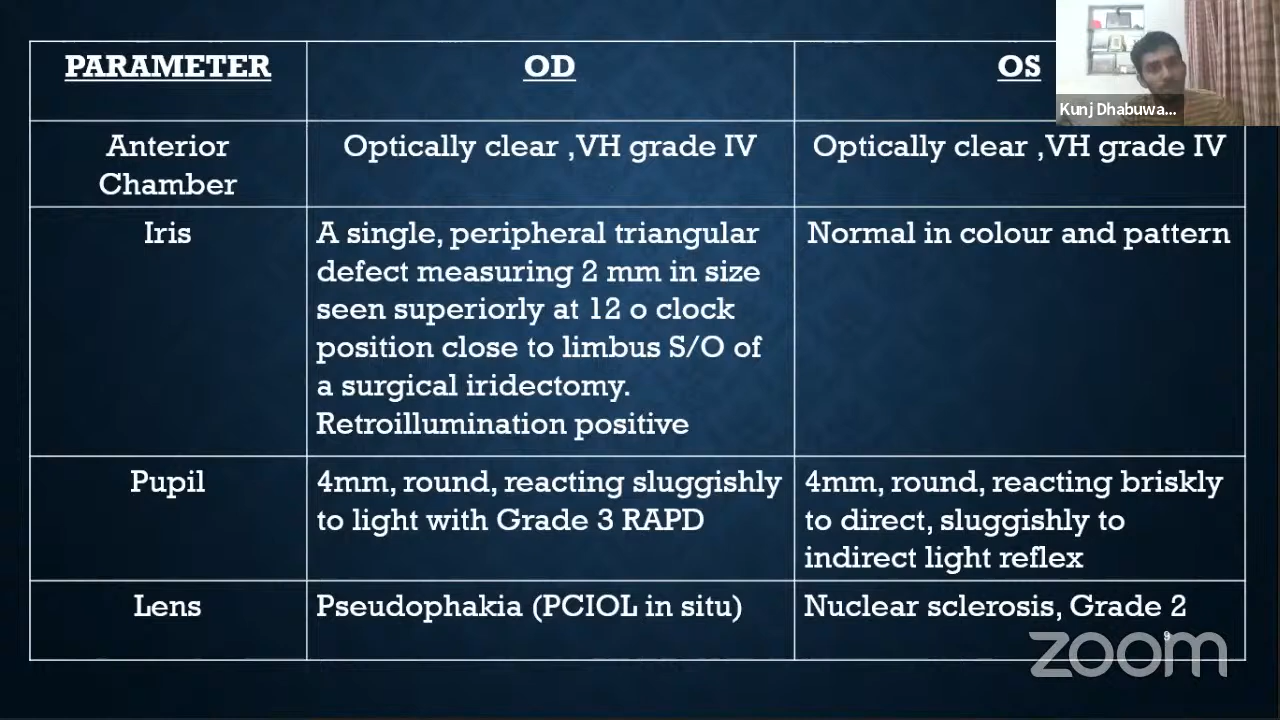 PARAMETER
OD
OS
Kunj Dhabuwa...
Anterior
Chamber
Optically clear ,VH grade IV
Optically clear ,VH grade IV
Iris
A single, peripheral triangular
defect measuring 2 mm in size
seen superiorly at 12 o clock
position close to limbus S/O of
a surgical iridectomy.
Retroillumination positive
Normal in colour and pattern
Pupil
4mm, round, reacting sluggishly
to light with Grade 3 RAPD
4mm, round, reacting briskly
to direct, sluggishly to
indirect light reflex
Lens
Pseudophakia (PCIOL in situ)
Nuclear sclerosis, Grade 2
9
zoom